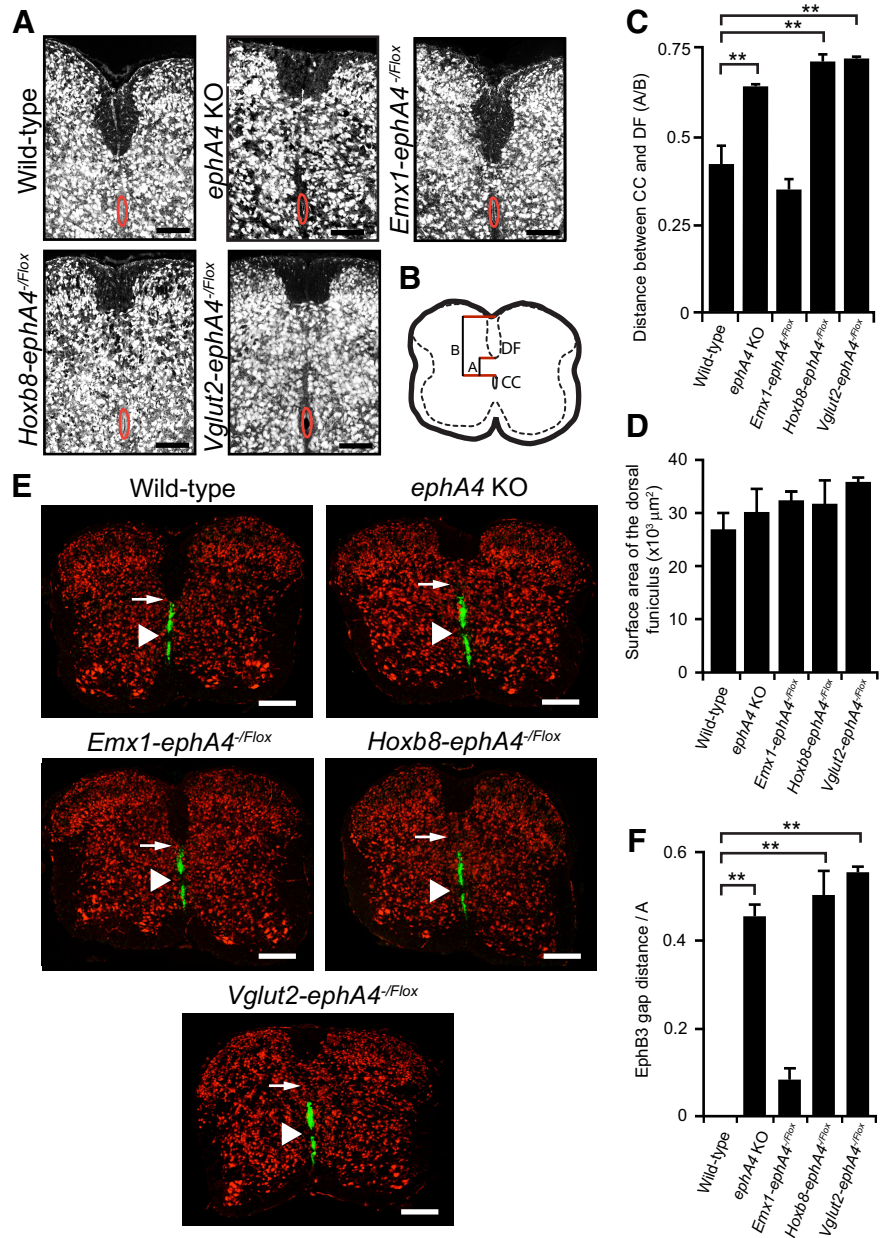 A
Wild-type
ephA4 KO
Emx1-ephA4-/Flox
Hoxb8-ephA4-/Flox
Vglut2-ephA4-/Flox
B
B
A
DF
CC
C
Distance between CC and DF (A/B)
0.75
0.5
0.25
0
**
**
**
Wild-type
ephA4 KO
Emx1-ephA4-/Flox
Hoxb8-ephA4-/Flox
Vglut2-ephA4-/Flox
D
Surface area of the dorsal
funiculus (x10³ µm²)
40
30
20
10
0
Wild-type
ephA4 KO
Emx1-ephA4-/Flox
Hoxb8-ephA4-/Flox
Vglut2-ephA4-/Flox
E
Wild-type
ephA4 KO
Emx1-ephA4-/Flox
Hoxb8-ephA4-/Flox
Vglut2-ephA4-/Flox
F
EphB3 gap distance / A
0.6
0.4
0.2
0
**
**
**
Wild-type
ephA4 KO
Emx1-ephA4-/Flox
Hoxb8-ephA4-/Flox
Vglut2-ephA4-/Flox